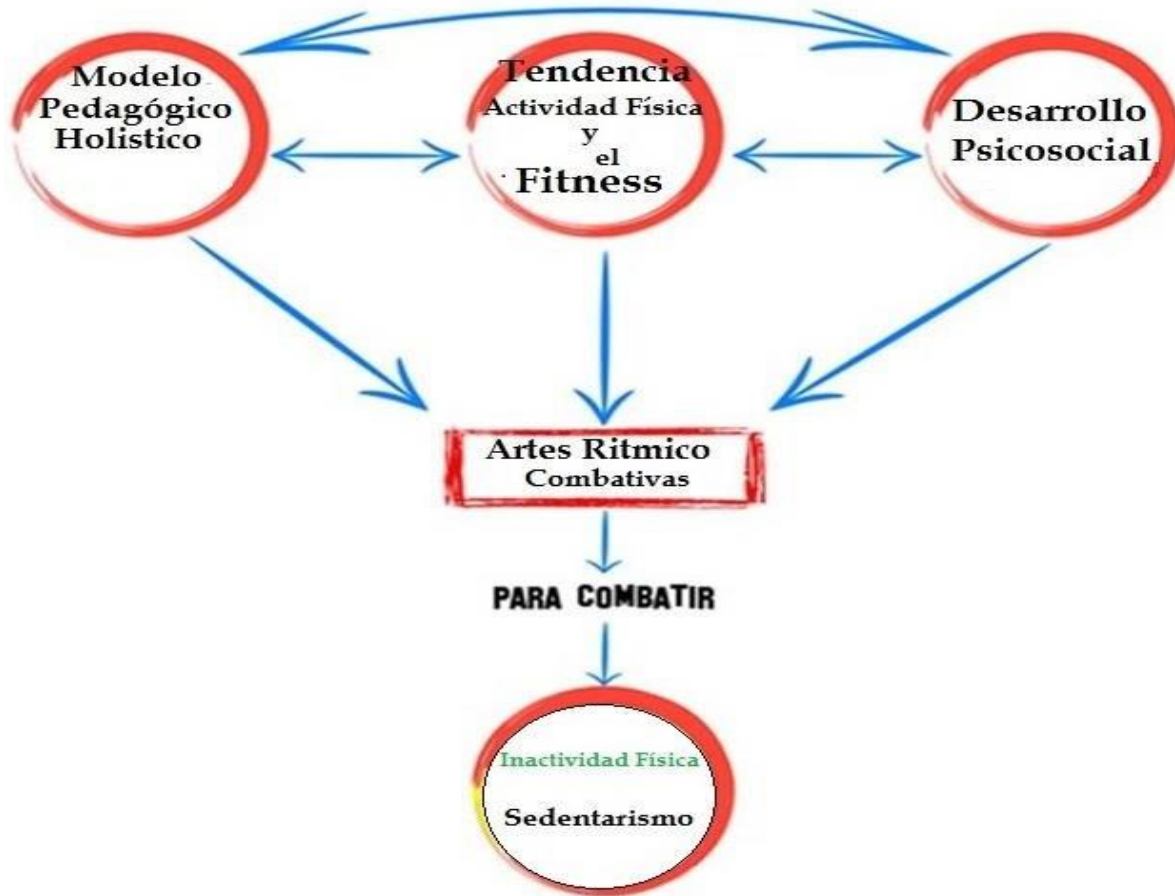 Modelo
Pedagógico
Holistico
Tendencia
Actividad Física
y
el
Fitness
Desarrollo
Psicosocial
Artes Ritmico
Combativas
PARA COMBATIR
Inactividad Física
Sedentarismo